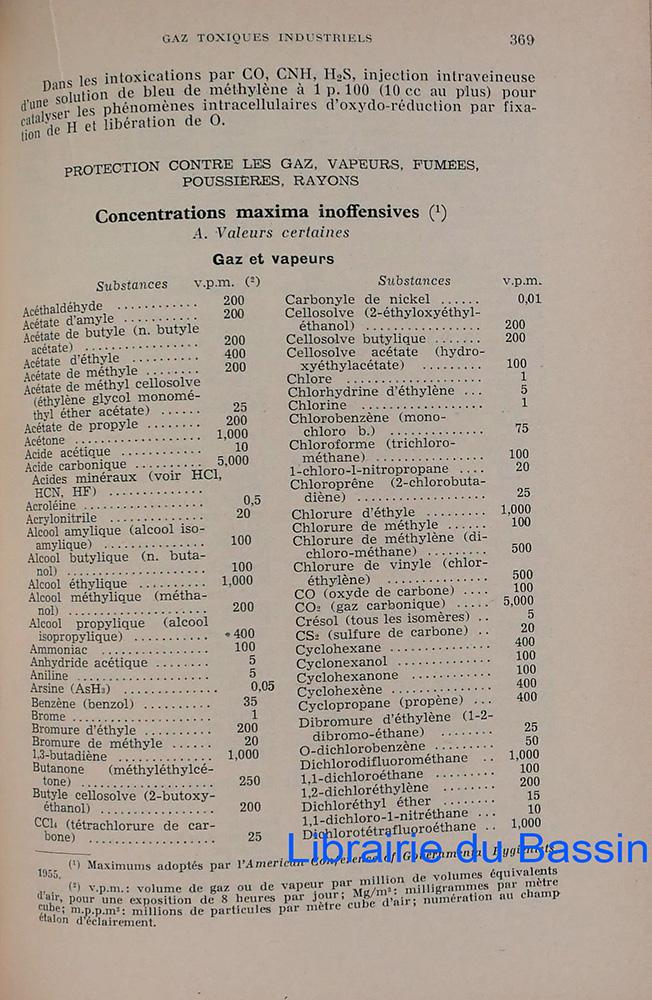 GAZ TOXIQUES INDUSTRIELS 369
Dans les intoxications par CO, CNH, H₂S, injection intraveineuse
d'une solution de bleu de méthylène à 1 p. 100 (10 cc au plus) pour
catalyser les phénomènes intracellulaires d'oxydo-réduction par fixa-
tion de H et libération de O.
PROTECTION CONTRE LES GAZ, VAPEURS, FUMÉES,
POUSSIÈRES, RAYONS
Concentrations maxima inoffensives (¹)
A. Valeurs certaines
Gaz et vapeurs
Substances v.p.m. (²)
Acéthaldéhyde ............ 200
Acétate d'amyle ........... 200
Acétate de butyle (n. butyle
acétate) ................ 200
Acétate d'éthyle .......... 400
Acétate de méthyle ........ 200
Acétate de méthyl cellosolve
(éthylène glycol monomé-
thyl éther acétate) ...... 25
Acétate de propyle ........ 200
Acétone .................. 1,000
Acide acétique ............ 10
Acide carbonique .......... 5,000
Acides minéraux (voir HCl,
HCN, HF) .............
Acroléine ................. 0,5
Acrylonitrile .............. 20
Alcool amylique (alcool iso-
amylique) .............. 100
Alcool butylique (n. buta-
nol) .................... 100
Alcool éthylique .......... 1,000
Alcool méthylique (métha-
nol) .................... 200
Alcool propylique (alcool
isopropylique) ........... 400
Ammoniac ............... 100
Anhydride acétique ........ 5
Aniline ................... 5
Arsine (AsH₃) ............. 0,05
Benzène (benzol) .......... 35
Brome .................... 1
Bromure d'éthyle .......... 200
Bromure de méthyle ...... 20
1,3-butadiène ............. 1,000
Butanone (méthyléthylcé-
tone) ................... 250
Butyle cellosolve (2-butoxy-
éthanol) ................ 200
CCl₄ (tétrachlorure de car-
bone) .................. 25
Substances v.p.m.
Carbonyle de nickel ...... 0,01
Cellosolve (2-éthyloxyéthyl-
éthanol) ................ 200
Cellosolve butylique ....... 200
Cellosolve acétate (hydro-
xyéthylacétate) ......... 100
Chlore .................... 1
Chlorhydrine d'éthylène ... 5
Chlorine .................. 1
Chlorobenzène (mono-
chloro b.) .............. 75
Chloroforme (trichloro-
méthane) ................ 100
1-chloro-1-nitropropane .... 20
Chloroprène (2-chlorobuta-
diène) .................. 25
Chlorure d'éthyle ......... 1,000
Chlorure de méthyle ...... 100
Chlorure de méthylène (di-
chloro-méthane) ......... 500
Chlorure de vinyle (chlor-
éthylène) ............... 500
CO (oxyde de carbone) .... 100
CO₂ (gaz carbonique) ..... 5,000
Crésol (tous les isomères) .. 5
CS₂ (sulfure de carbone) .. 20
Cyclohexane .............. 400
Cyclonexanol ............. 100
Cyclohexanone ............ 100
Cyclohexène .............. 400
Cyclopropane (propène) ... 400
Dibromure d'éthylène (1-2-
dibromo-éthane) ........ 25
O-dichlorobenzène ......... 50
Dichlorodifluorométhane .. 1,000
1,1-dichloroéthane ......... 100
1,2-dichloréthylène ........ 200
Dichloréthyl éther ........ 15
1,1-dichloro-1-nitréthane ... 10
Dichlorotétrafluoroéthane .. 1,000
(¹) Maximums adoptés par l'American Conference of Governmental Hygienists
1955.
(²) v.p.m.: volume de gaz ou de vapeur par million de volumes équivalents
d'air, pour une exposition de 8 heures par jour; Mg/m³: milligrammes par mètre
cube; m.p.p.m³: millions de particules par mètre cube d'air; numération au champ
étalon d'éclairement.
Librairie du Bassin